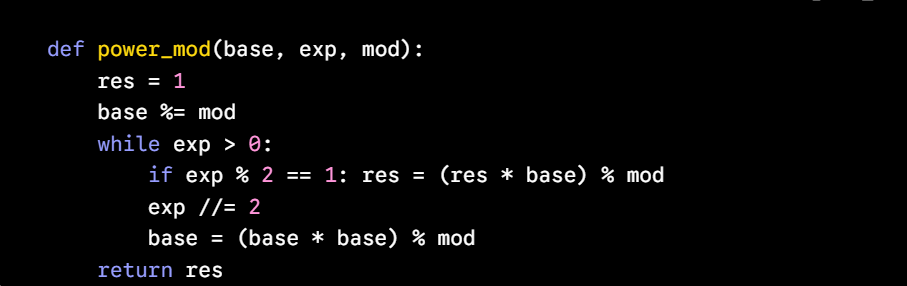 def power_mod(base, exp, mod):
    res = 1
    base %= mod
    while exp > 0:
        if exp % 2 == 1: res = (res * base) % mod
        exp //= 2
        base = (base * base) % mod
    return res